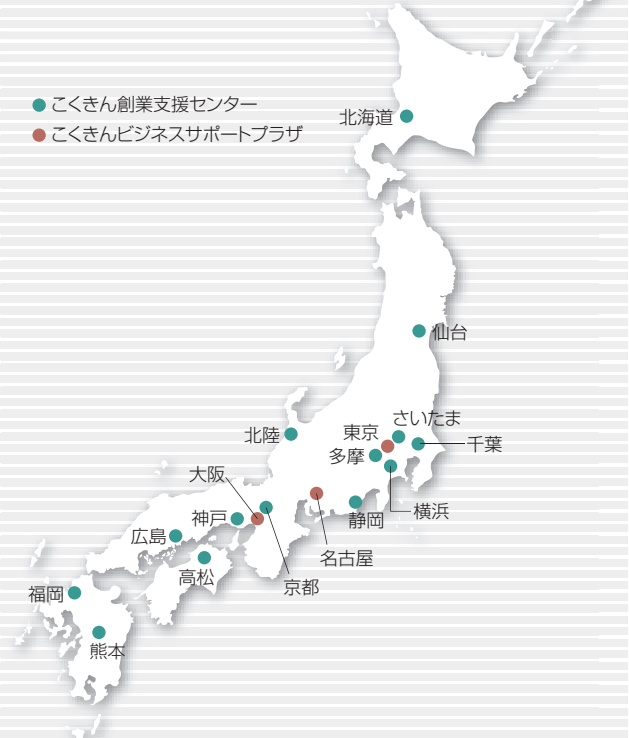 こくきん創業支援センター
こくきんビジネスサポートプラザ
北海道
仙台
さいたま
東京
北陸
千葉
多摩
大阪
横浜
神戸
静岡
広島
名古屋
高松
京都
福岡
熊本